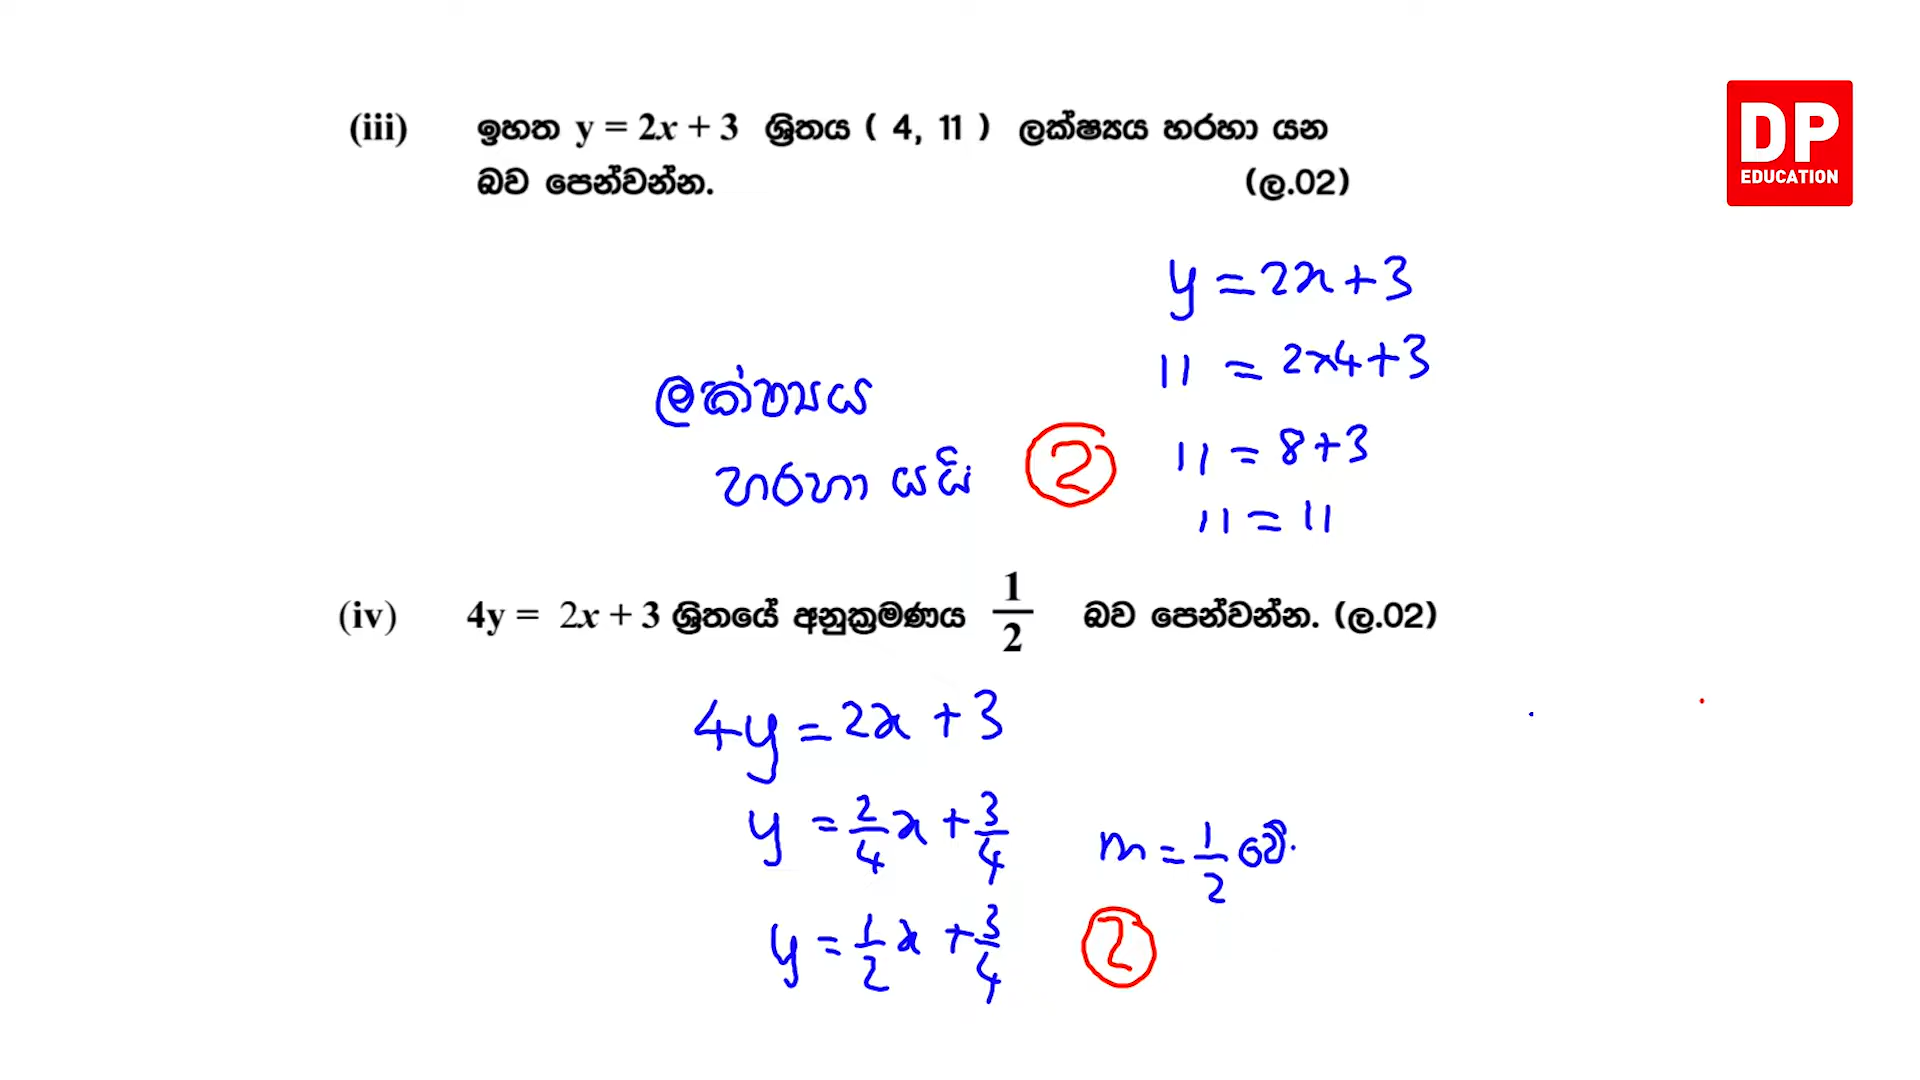 DP
EDUCATION
(iii) ඉහත y = 2x + 3 ශ්‍රිතය ( 4, 11 ) ලක්ෂ්‍යය හරහා යන
බව පෙන්වන්න. (ල.02)
y = 2x + 3
11 = 2×4 + 3
ලක්ෂ්‍යය
11 = 8 + 3
හරහා යයි
2
11 = 11
(iv) 4y = 2x + 3 ශ්‍රිතයේ අනුක්‍රමණය 1/2 බව පෙන්වන්න. (ල.02)
4y = 2x + 3
y = 2/4 x + 3/4
m = 1/2 වේ.
y = 1/2 x + 3/4
2